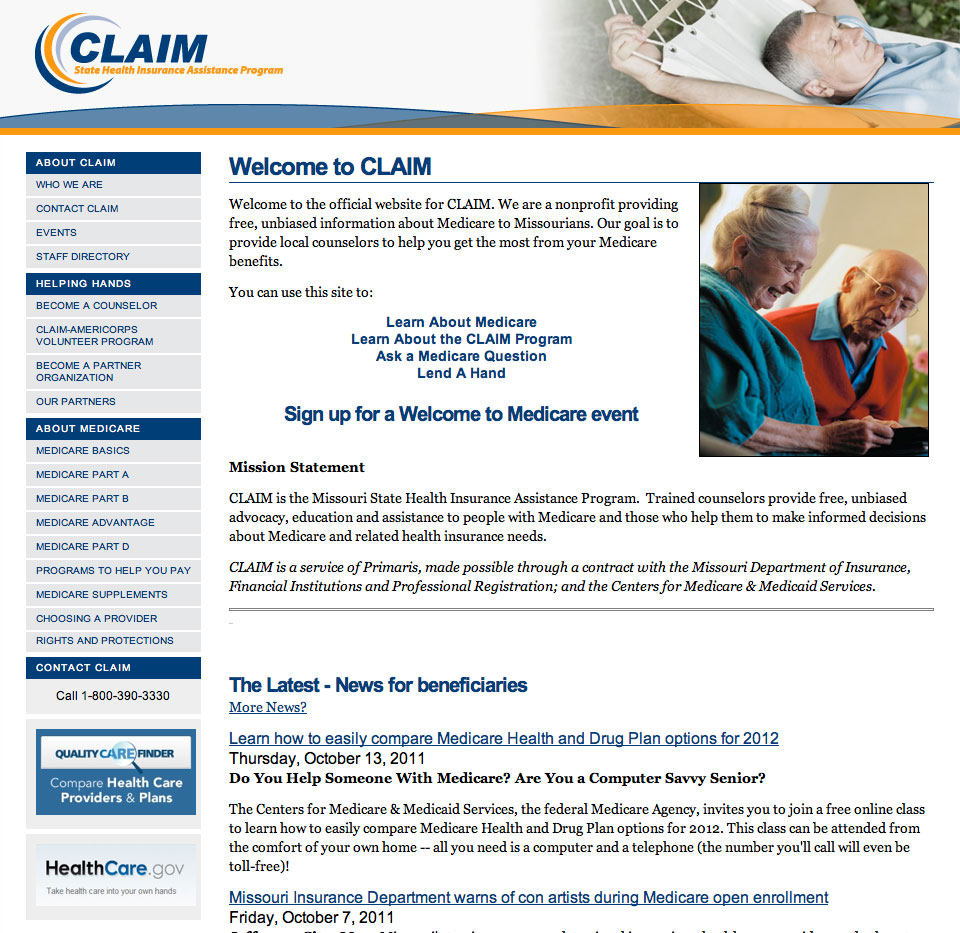 CLAIM
State Health Insurance Assistance Program
ABOUT CLAIM
WHO WE ARE
CONTACT CLAIM
EVENTS
STAFF DIRECTORY
HELPING HANDS
BECOME A COUNSELOR
CLAIM-AMERICORPS
VOLUNTEER PROGRAM
BECOME A PARTNER
ORGANIZATION
OUR PARTNERS
ABOUT MEDICARE
MEDICARE BASICS
MEDICARE PART A
MEDICARE PART B
MEDICARE ADVANTAGE
MEDICARE PART D
PROGRAMS TO HELP YOU PAY
MEDICARE SUPPLEMENTS
CHOOSING A PROVIDER
RIGHTS AND PROTECTIONS
CONTACT CLAIM
Call 1-800-390-3330
QUALITY CARE FINDER
Compare Health Care
Providers & Plans
HealthCare.gov
Take health care into your own hands
Welcome to CLAIM
Welcome to the official website for CLAIM. We are a nonprofit providing
free, unbiased information about Medicare to Missourians. Our goal is to
provide local counselors to help you get the most from your Medicare
benefits.
You can use this site to:
Learn About Medicare
Learn About the CLAIM Program
Ask a Medicare Question
Lend A Hand
Sign up for a Welcome to Medicare event
Mission Statement
CLAIM is the Missouri State Health Insurance Assistance Program.  Trained counselors provide free, unbiased
advocacy, education and assistance to people with Medicare and those who help them to make informed decisions
about Medicare and related health insurance needs.
CLAIM is a service of Primaris, made possible through a contract with the Missouri Department of Insurance,
Financial Institutions and Professional Registration; and the Centers for Medicare & Medicaid Services.
The Latest - News for beneficiaries
More News?
Learn how to easily compare Medicare Health and Drug Plan options for 2012
Thursday, October 13, 2011
Do You Help Someone With Medicare? Are You a Computer Savvy Senior?
The Centers for Medicare & Medicaid Services, the federal Medicare Agency, invites you to join a free online class
to learn how to easily compare Medicare Health and Drug Plan options for 2012. This class can be attended from
the comfort of your own home -- all you need is a computer and a telephone (the number you'll call will even be
toll-free)!
Missouri Insurance Department warns of con artists during Medicare open enrollment
Friday, October 7, 2011